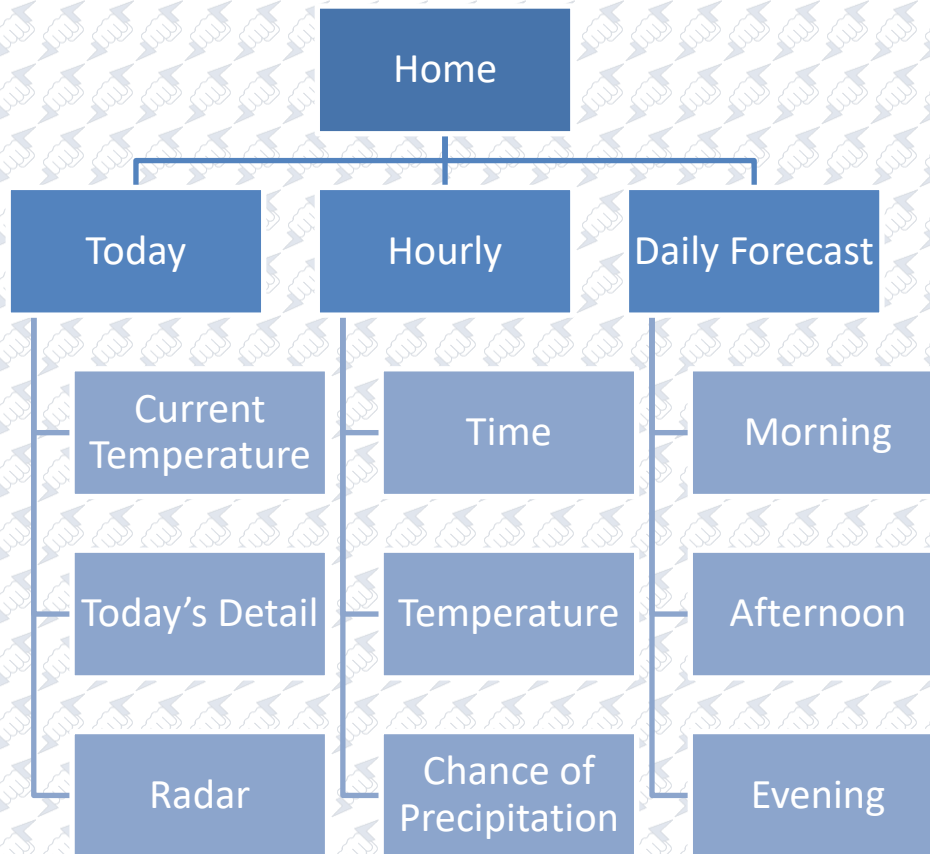 Home
Today
Hourly
Daily Forecast
Current
Temperature
Time
Morning
Today’s Detail
Temperature
Afternoon
Radar
Chance of
Precipitation
Evening